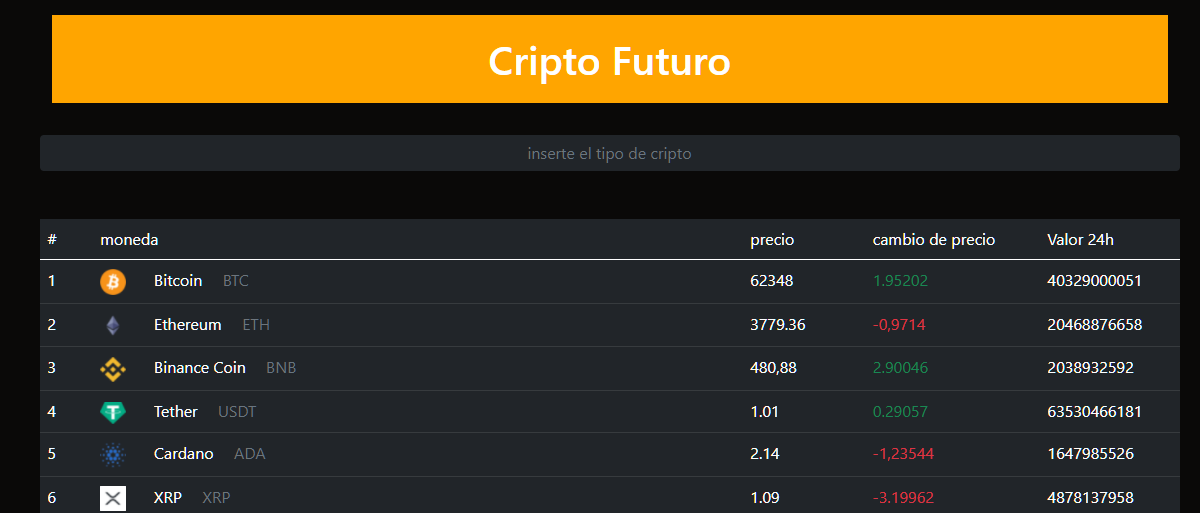 Cripto Futuro
inserte el tipo de cripto
# moneda precio cambio de precio Valor 24h
1 Bitcoin BTC 62348 1.95202 40329000051
2 Ethereum ETH 3779.36 -0,9714 20468876658
3 Binance Coin BNB 480,88 2.90046 2038932592
4 Tether USDT 1.01 0.29057 63530466181
5 Cardano ADA 2.14 -1,23544 1647985526
6 XRP XRP 1.09 -3.19962 4878137958